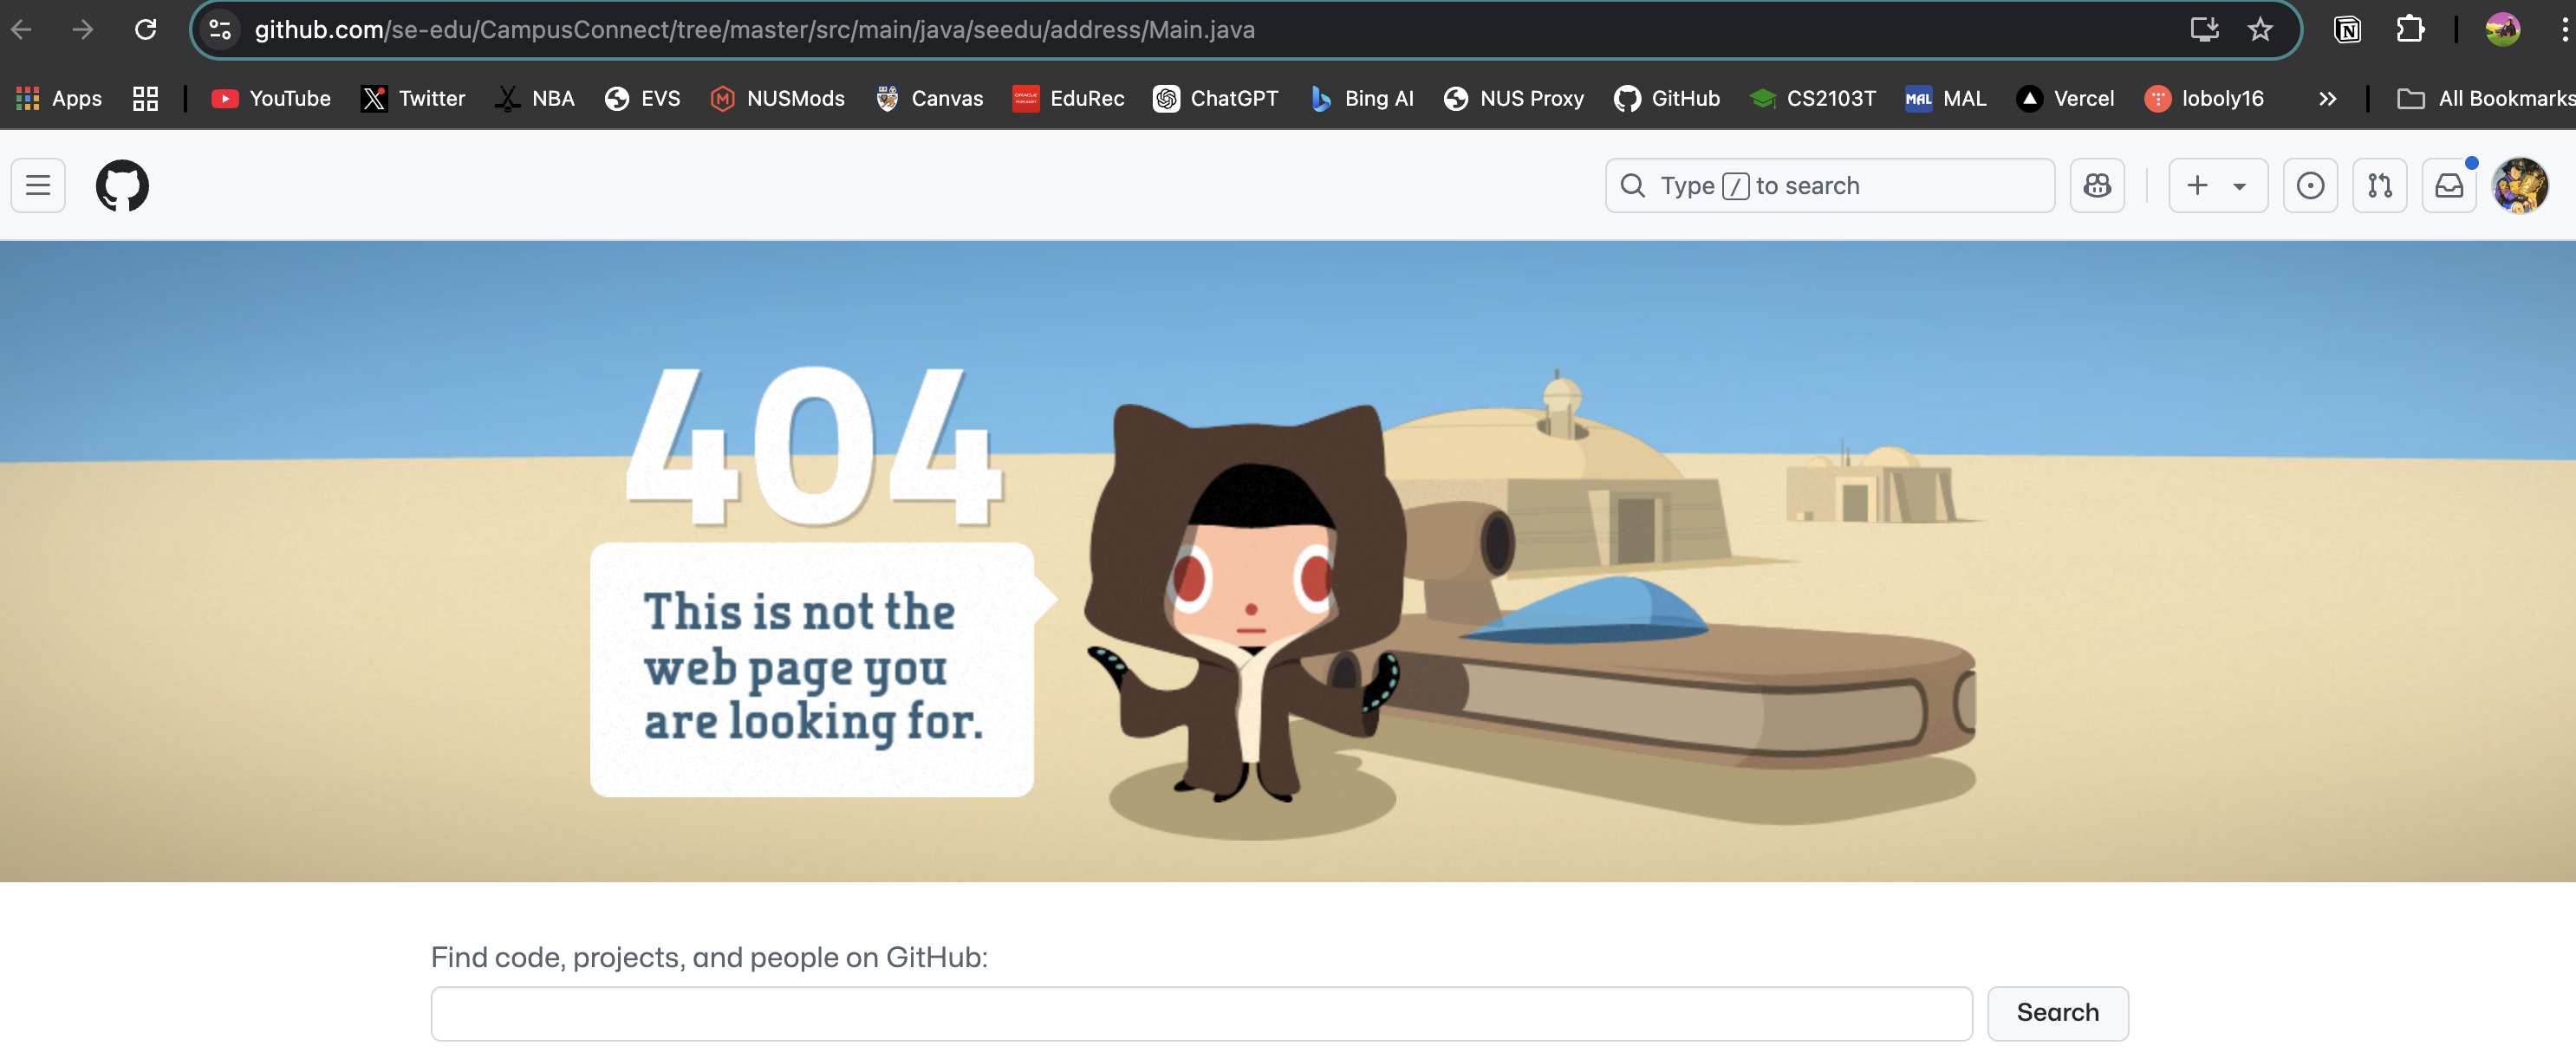 github.com/se-edu/CampusConnect/tree/master/src/main/java/seedu/address/Main.java
Apps YouTube Twitter NBA EVS NUSMods Canvas EduRec ChatGPT Bing AI NUS Proxy GitHub CS2103T MAL MAL Vercel loboly16 » All Bookmarks
Type / to search
404
This is not the
web page you
are looking for.
Find code, projects, and people on GitHub:
Search